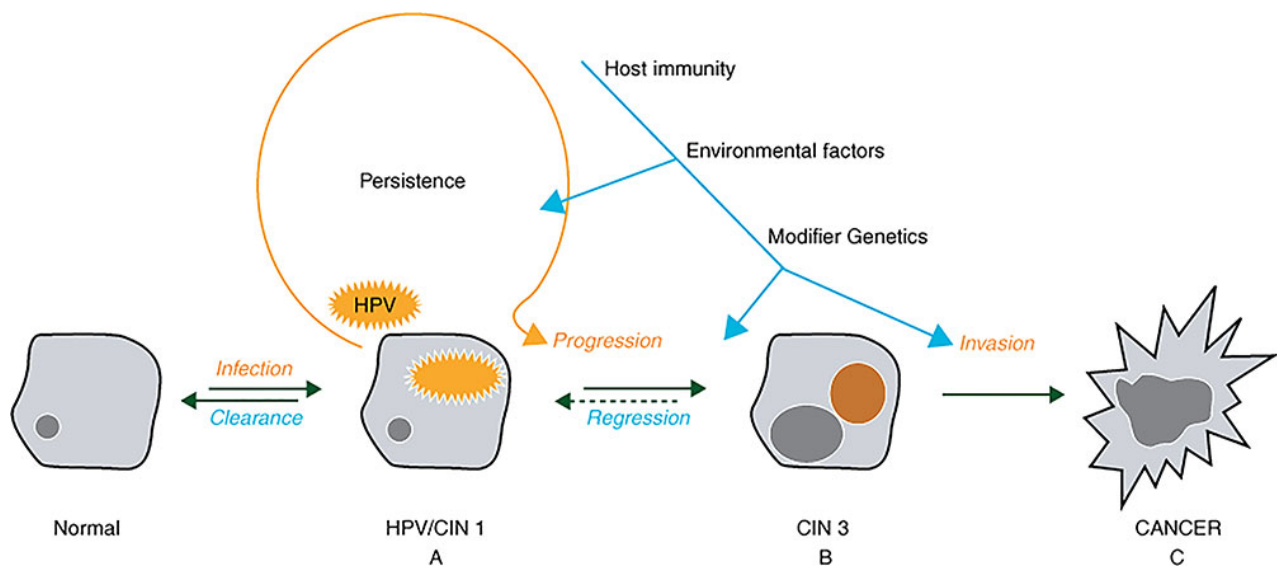 Host immunity
Environmental factors
Persistence
Modifier Genetics
HPV
Progression
Invasion
Infection
Clearance
Regression
Normal
HPV/CIN 1
CIN 3
CANCER
A
B
C